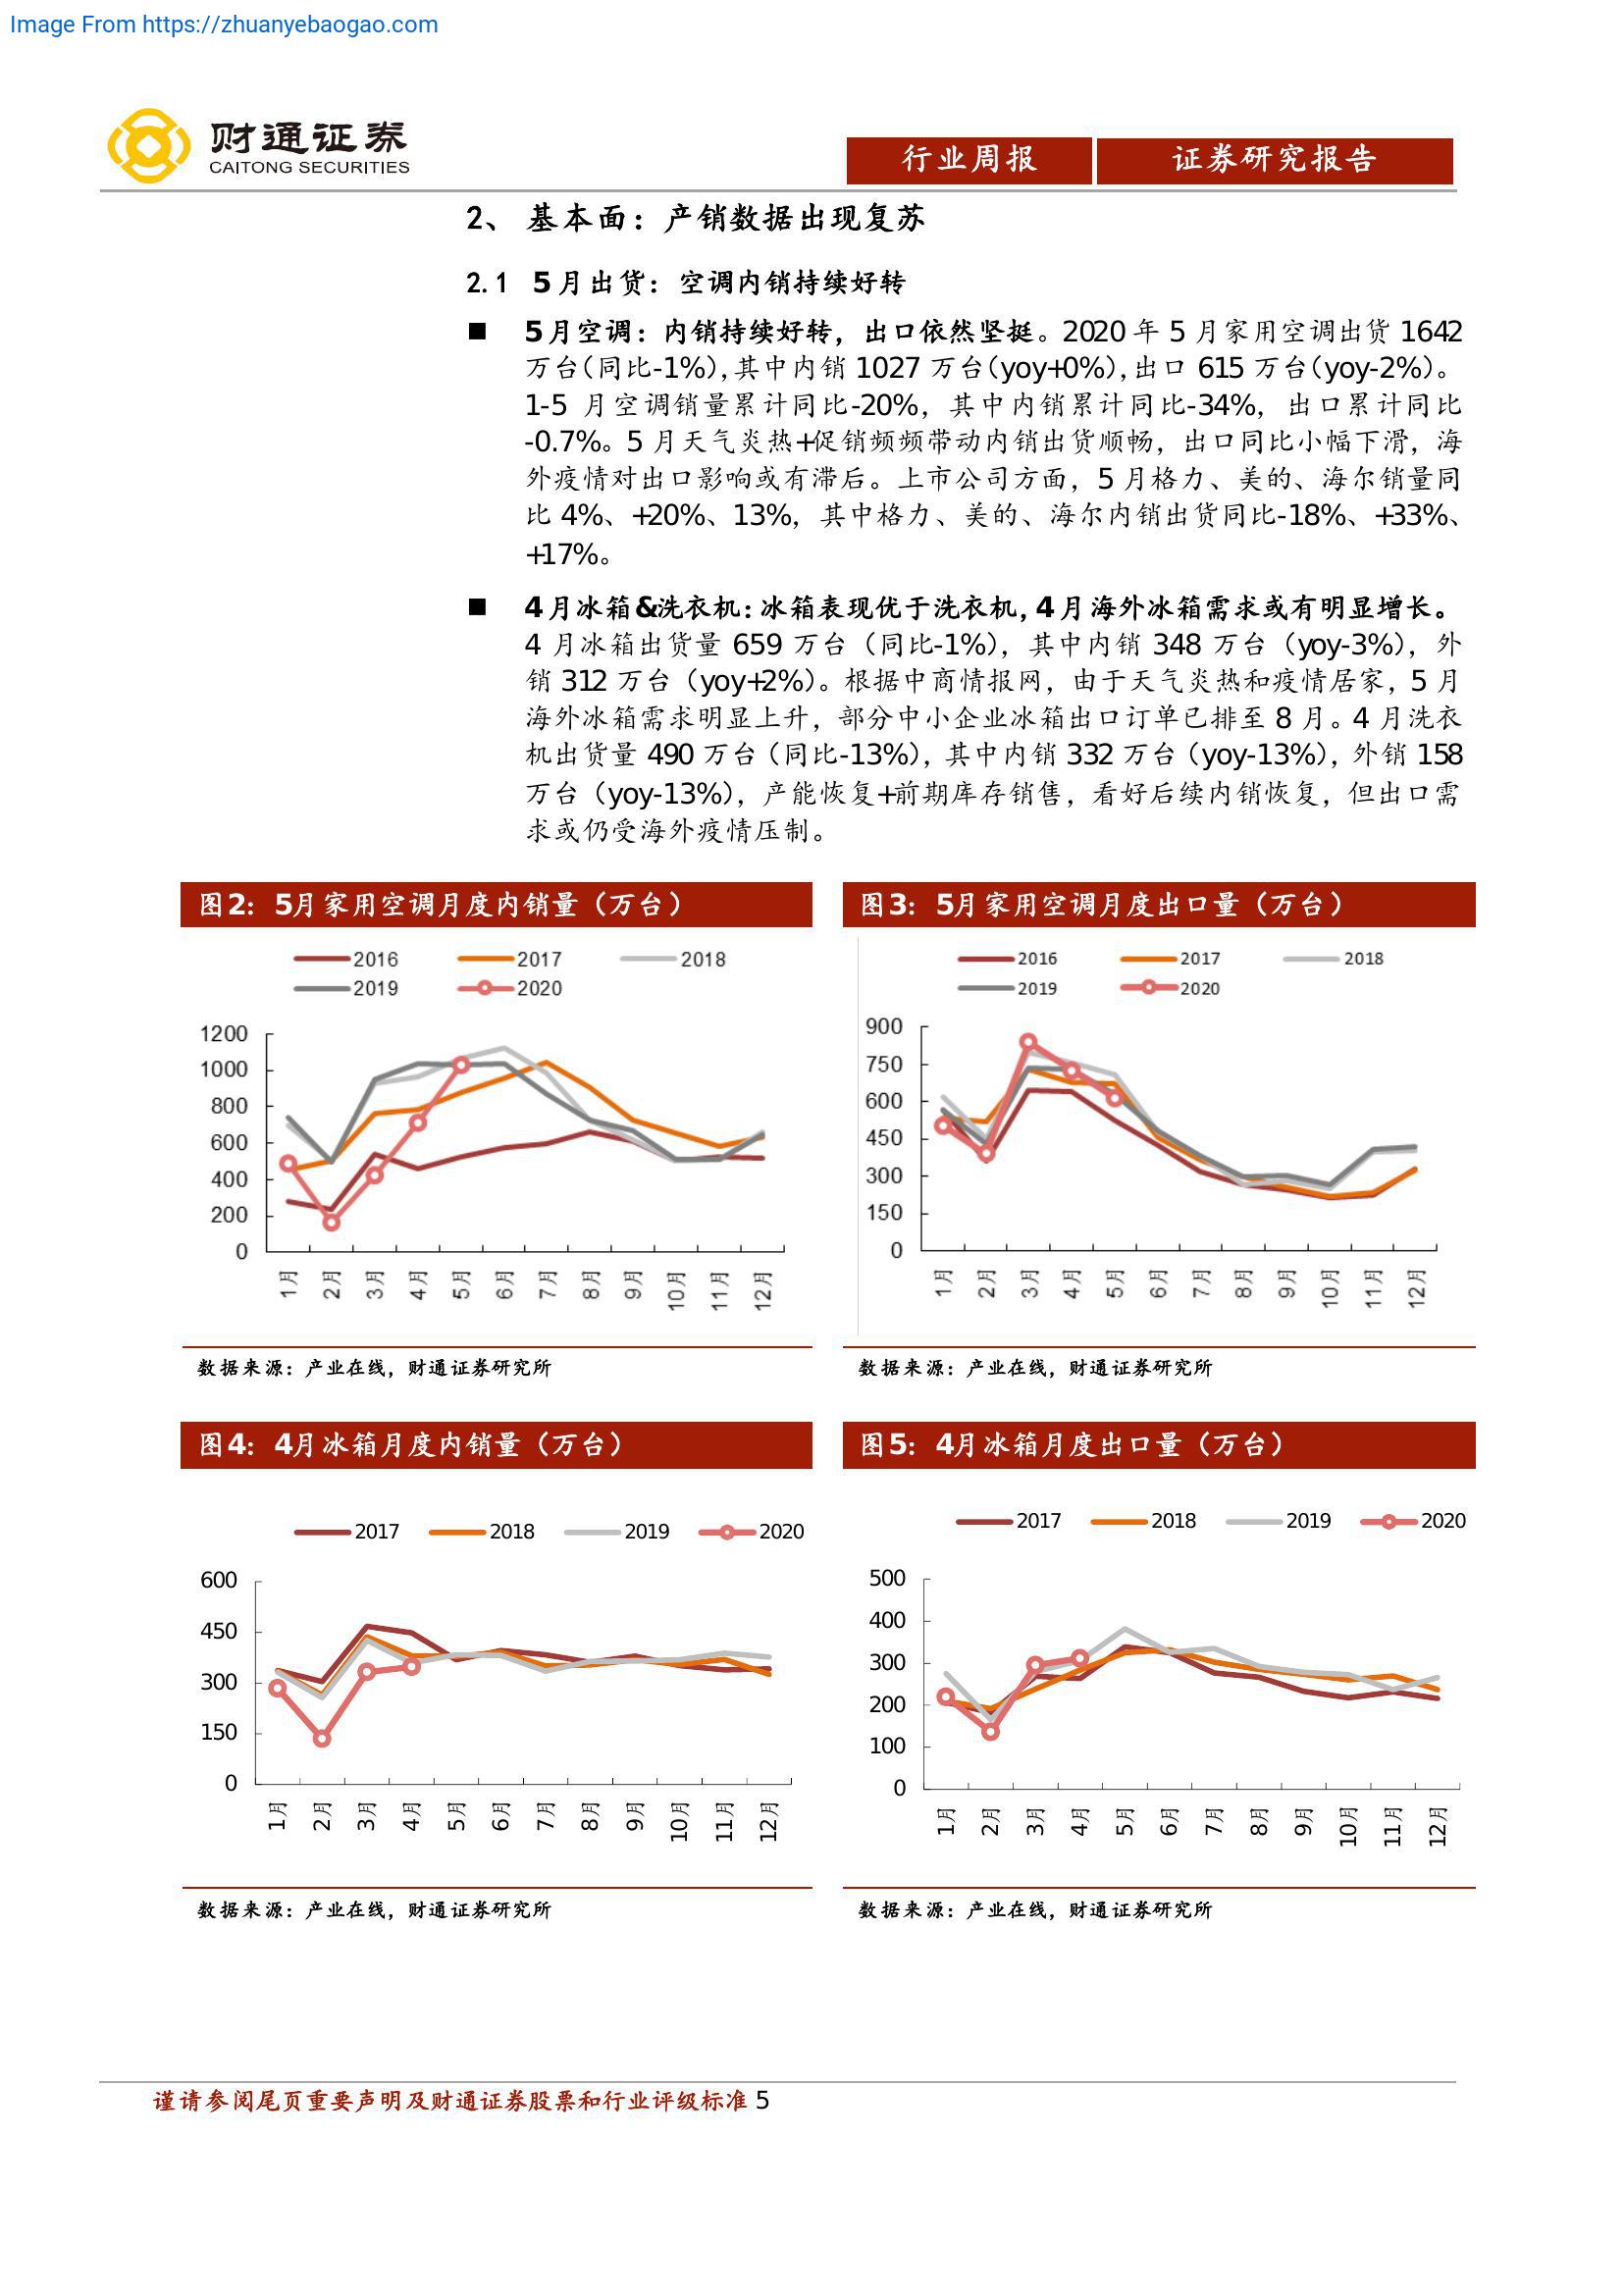 Image From https://zhuanyebaogao.com
财通证券
CAITONG SECURITIES
行业周报
证券研究报告
2、 基本面：产销数据出现复苏
2.1 5月出货：空调内销持续好转
■ 5月空调：内销持续好转，出口依然坚挺。2020 年 5 月家用空调出货 1642
万台(同比-1%),其中内销 1027 万台(yoy+0%),出口 615 万台(yoy-2%)。
1-5 月空调销量累计同比-20%，其中内销累计同比-34%，出口累计同比
-0.7%。5 月天气炎热+促销频频带动内销出货顺畅，出口同比小幅下滑，海
外疫情对出口影响或有滞后。上市公司方面，5 月格力、美的、海尔销量同
比 4%、+20%、13%，其中格力、美的、海尔内销出货同比-18%、+33%、
+17%。
■ 4月冰箱&洗衣机：冰箱表现优于洗衣机，4月海外冰箱需求或有明显增长。
4 月冰箱出货量 659 万台（同比-1%），其中内销 348 万台（yoy-3%），外
销 312 万台（yoy+2%）。根据中商情报网，由于天气炎热和疫情居家，5 月
海外冰箱需求明显上升，部分中小企业冰箱出口订单已排至 8 月。4 月洗衣
机出货量 490 万台（同比-13%），其中内销 332 万台（yoy-13%），外销 158
万台（yoy-13%），产能恢复+前期库存销售，看好后续内销恢复，但出口需
求或仍受海外疫情压制。
图2：5月家用空调月度内销量（万台）
2016 2017 2018
2019 2020
1200
1000
800
600
400
200
0
1月 2月 3月 4月 5月 6月 7月 8月 9月 10月 11月 12月
数据来源：产业在线，财通证券研究所
图3：5月家用空调月度出口量（万台）
2016 2017 2018
2019 2020
900
750
600
450
300
150
0
1月 2月 3月 4月 5月 6月 7月 8月 9月 10月 11月 12月
数据来源：产业在线，财通证券研究所
图4：4月冰箱月度内销量（万台）
2017 2018 2019 2020
600
450
300
150
0
1月 2月 3月 4月 5月 6月 7月 8月 9月 10月 11月 12月
数据来源：产业在线，财通证券研究所
图5：4月冰箱月度出口量（万台）
2017 2018 2019 2020
500
400
300
200
100
0
1月 2月 3月 4月 5月 6月 7月 8月 9月 10月 11月 12月
数据来源：产业在线，财通证券研究所
谨请参阅尾页重要声明及财通证券股票和行业评级标准 5